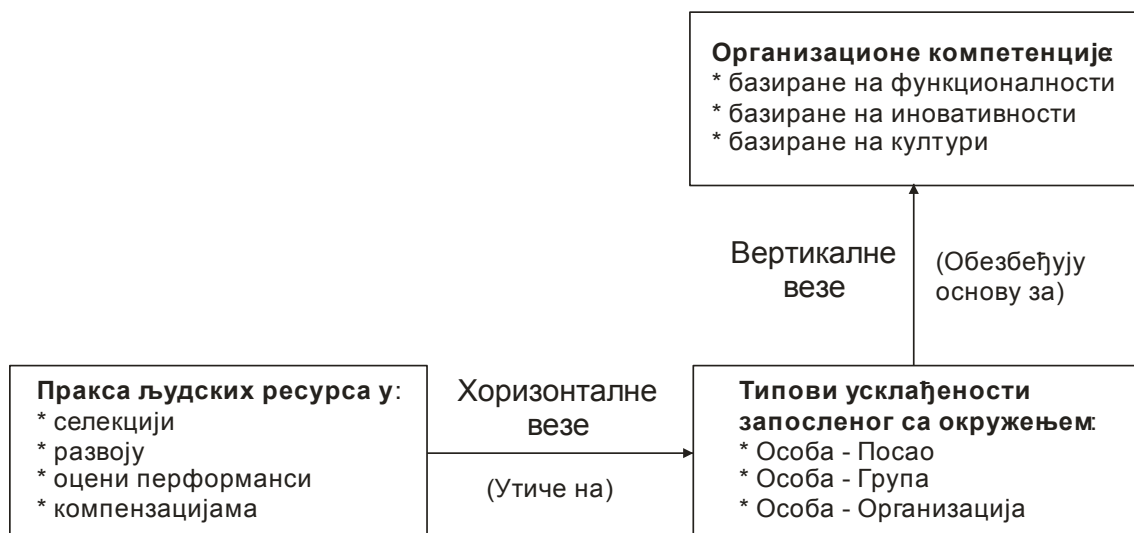 Организационе компетенције:
* базиране на функционалности
* базиране на иновативности
* базиране на култури
Вертикалне
везе
(Обезбеђују
основу за)
Пракса људских ресурса у:
* селекцији
* развоју
* оцени перформанси
* компензацијама
Хоризонталне
везе
(Утиче на)
Типови усклађености
запосленог са окружењем:
* Особа - Посао
* Особа - Група
* Особа - Организација